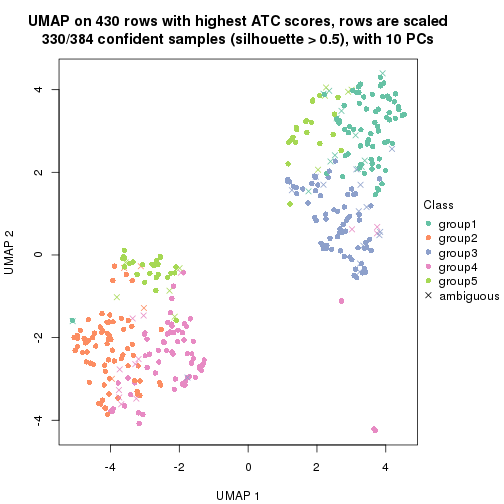 UMAP on 430 rows with highest ATC scores, rows are scaled
330/384 confident samples (silhouette > 0.5), with 10 PCs
4
2
0
-2
-4
UMAP 2
-4
-2
0
2
4
UMAP 1
Class
group1
group2
group3
group4
group5
ambiguous